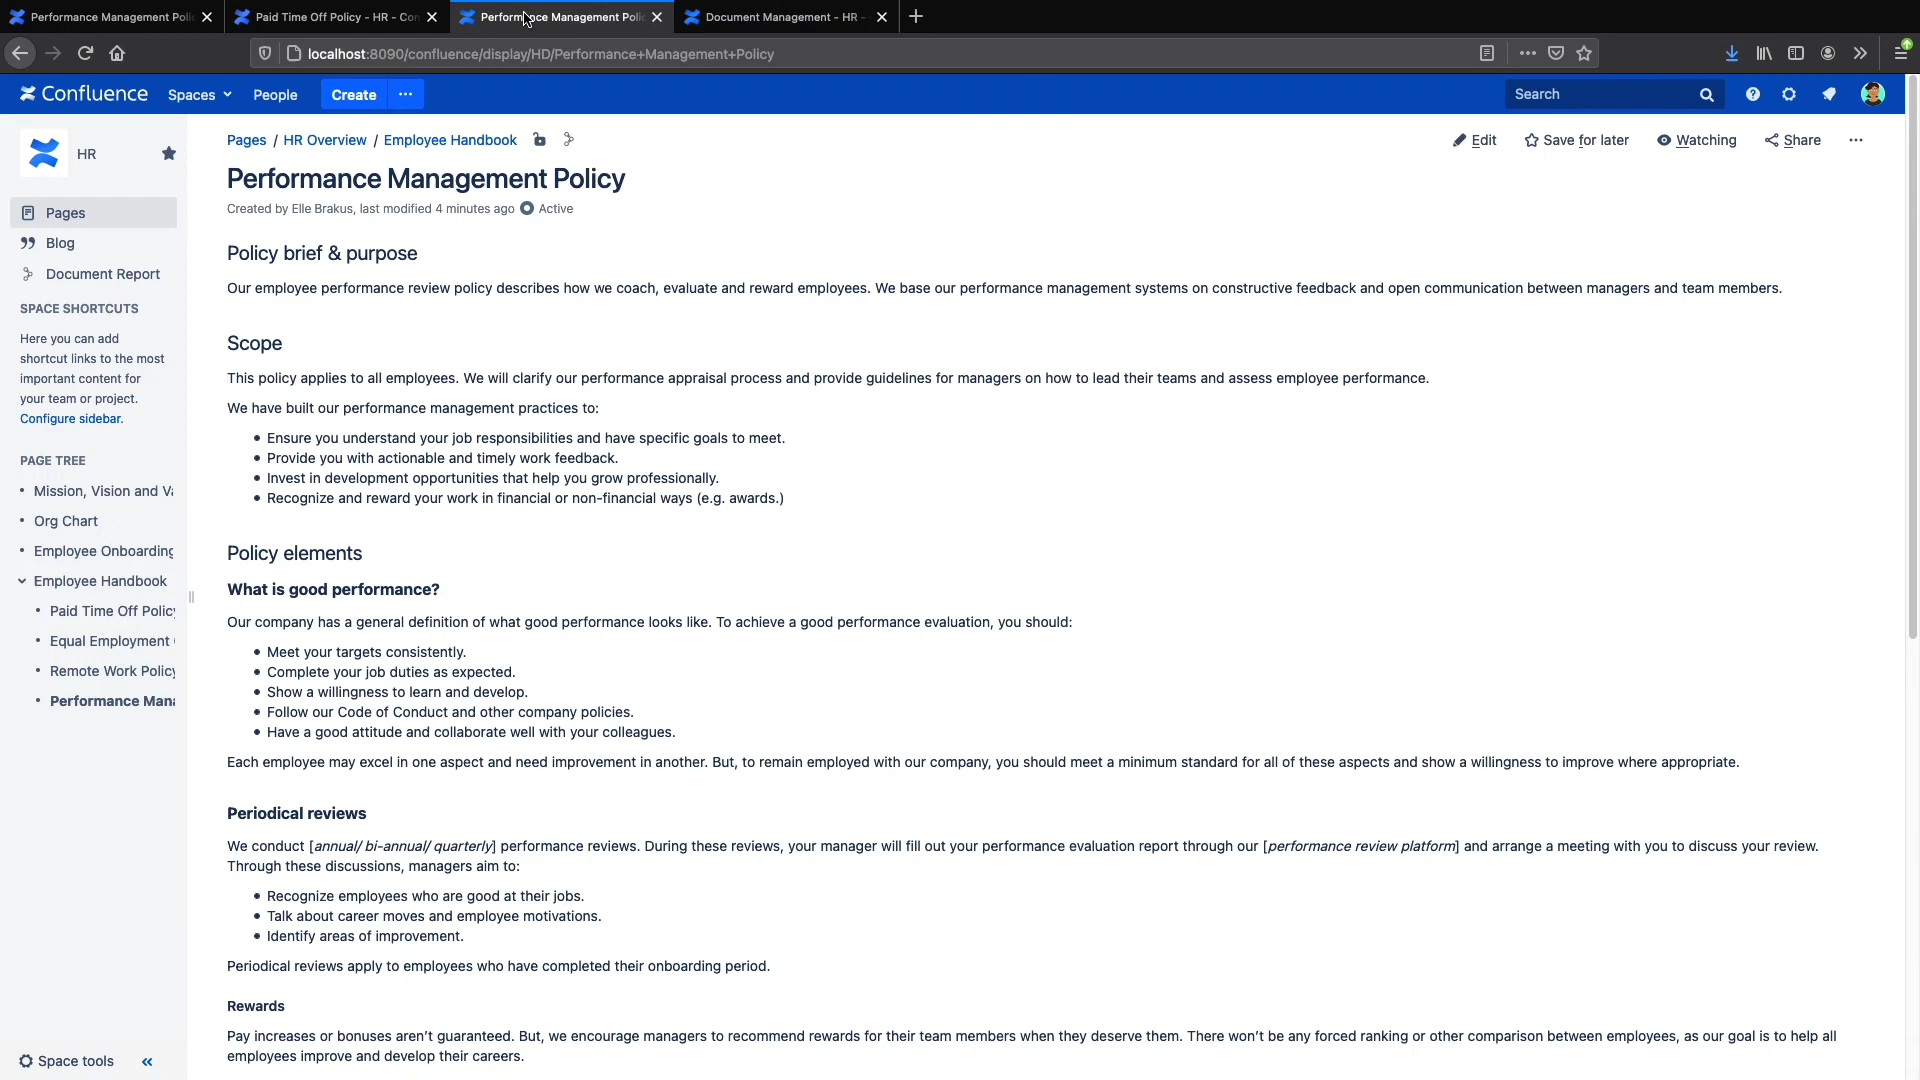 Performance Management Poli
Paid Time Off Policy - HR - Con
Performance Management Polic
Document Management - HR -
localhost:8090/confluence/display/HD/Performance+Management+Policy
Confluence
Spaces
People
Create
Search
HR
Pages
Blog
Document Report
SPACE SHORTCUTS
Here you can add
shortcut links to the most
important content for
your team or project.
Configure sidebar.
PAGE TREE
Mission, Vision and Va
Org Chart
Employee Onboarding
Employee Handbook
Paid Time Off Policy
Equal Employment
Remote Work Policy
Performance Mana
Space tools
Pages / HR Overview / Employee Handbook
Edit
Save for later
Watching
Share
Performance Management Policy
Created by Elle Brakus, last modified 4 minutes ago Active
Policy brief & purpose
Our employee performance review policy describes how we coach, evaluate and reward employees. We base our performance management systems on constructive feedback and open communication between managers and team members.
Scope
This policy applies to all employees. We will clarify our performance appraisal process and provide guidelines for managers on how to lead their teams and assess employee performance.
We have built our performance management practices to:
Ensure you understand your job responsibilities and have specific goals to meet.
Provide you with actionable and timely work feedback.
Invest in development opportunities that help you grow professionally.
Recognize and reward your work in financial or non-financial ways (e.g. awards.)
Policy elements
What is good performance?
Our company has a general definition of what good performance looks like. To achieve a good performance evaluation, you should:
Meet your targets consistently.
Complete your job duties as expected.
Show a willingness to learn and develop.
Follow our Code of Conduct and other company policies.
Have a good attitude and collaborate well with your colleagues.
Each employee may excel in one aspect and need improvement in another. But, to remain employed with our company, you should meet a minimum standard for all of these aspects and show a willingness to improve where appropriate.
Periodical reviews
We conduct [annual/ bi-annual/ quarterly] performance reviews. During these reviews, your manager will fill out your performance evaluation report through our [performance review platform] and arrange a meeting with you to discuss your review.
Through these discussions, managers aim to:
Recognize employees who are good at their jobs.
Talk about career moves and employee motivations.
Identify areas of improvement.
Periodical reviews apply to employees who have completed their onboarding period.
Rewards
Pay increases or bonuses aren't guaranteed. But, we encourage managers to recommend rewards for their team members when they deserve them. There won't be any forced ranking or other comparison between employees, as our goal is to help all
employees improve and develop their careers.